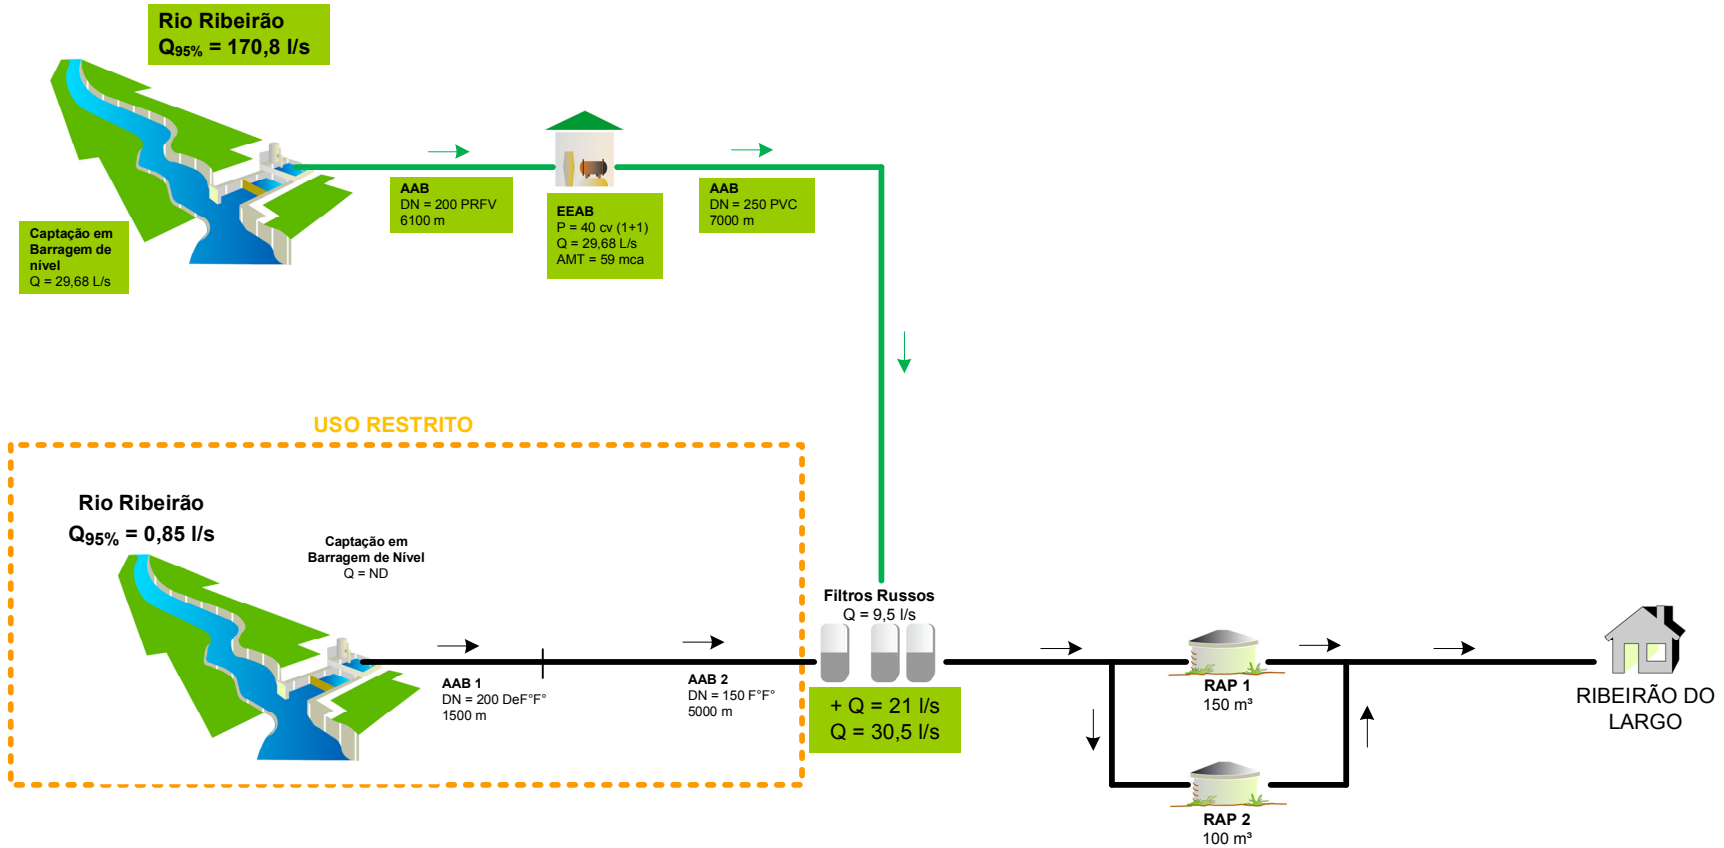 Rio Ribeirão
Q95% = 170,8 l/s
Captação em
Barragem de
nível
Q = 29,68 L/s
AAB
DN = 200 PRFV
6100 m
EEAB
P = 40 cv (1+1)
Q = 29,68 L/s
AMT = 59 mca
AAB
DN = 250 PVC
7000 m
USO RESTRITO
Rio Ribeirão
Q95% = 0,85 l/s
Captação em
Barragem de Nível
Q = ND
AAB 1
DN = 200 DeF°F°
1500 m
AAB 2
DN = 150 F°F°
5000 m
Filtros Russos
Q = 9,5 l/s
+ Q = 21 l/s
Q = 30,5 l/s
RAP 1
150 m³
RAP 2
100 m³
RIBEIRÃO DO
LARGO